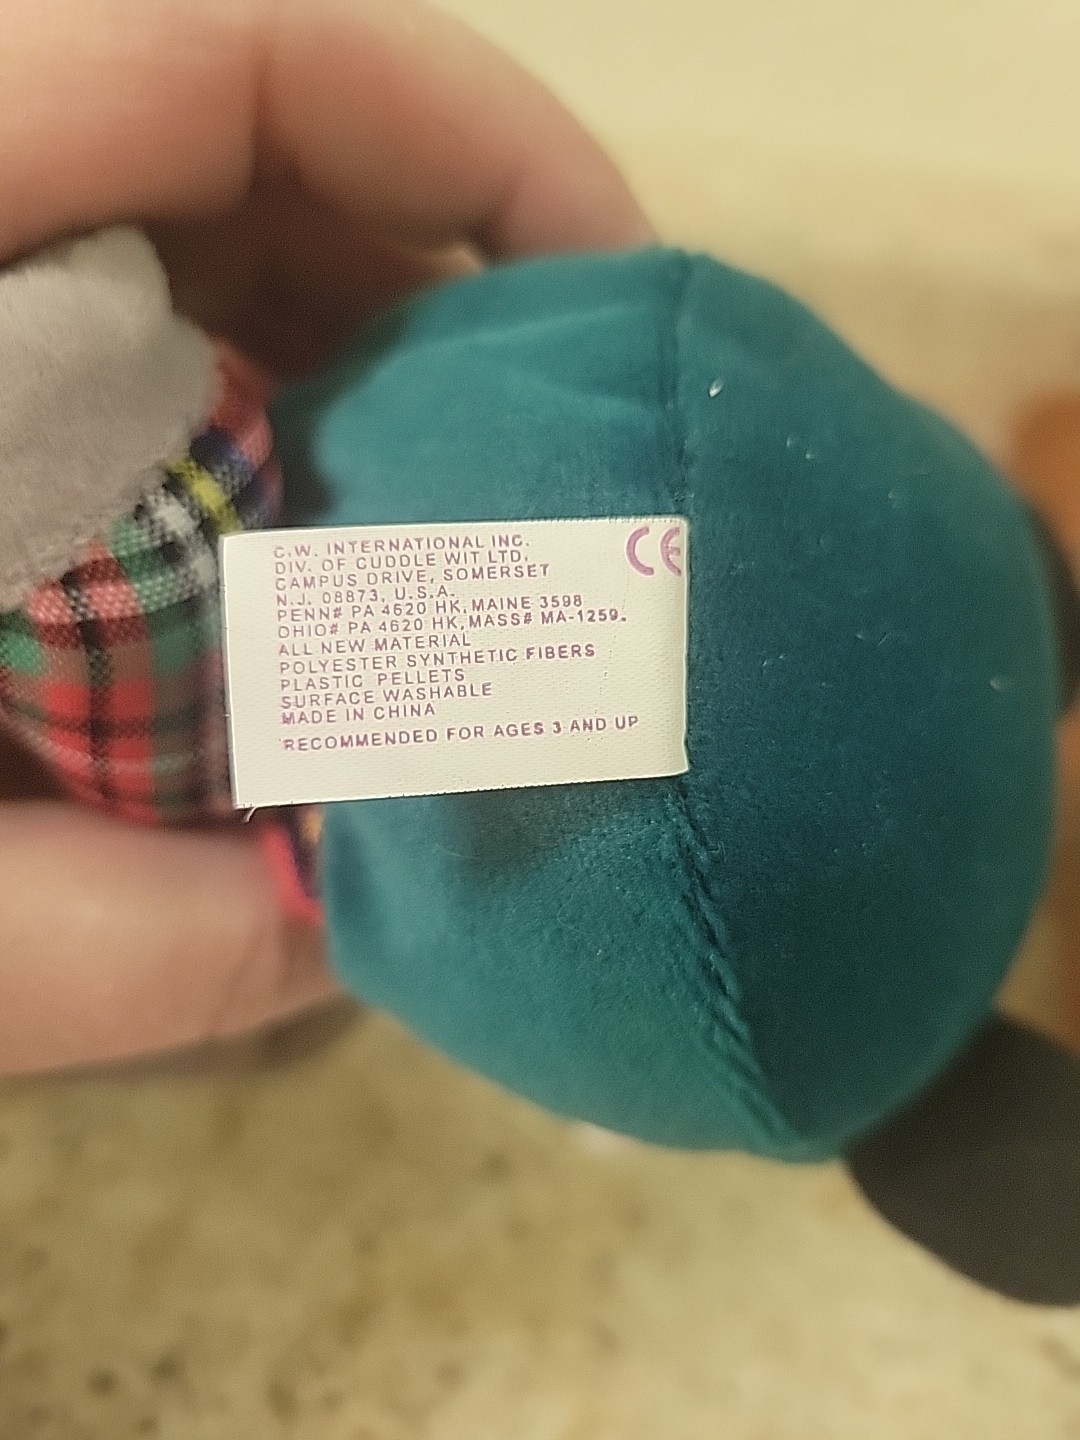 C.W. INTERNATIONAL INC.
DIV. OF CUDDLE WIT LTD.
CAMPUS DRIVE, SOMERSET
N.J. 08873, U.S.A.
PENN# PA 4620 HK, MAINE 3598
OHIO# PA 4620 HK, MASS# MA-1259.
ALL NEW MATERIAL
POLYESTER SYNTHETIC FIBERS
PLASTIC PELLETS
SURFACE WASHABLE
MADE IN CHINA
RECOMMENDED FOR AGES 3 AND UP
CE